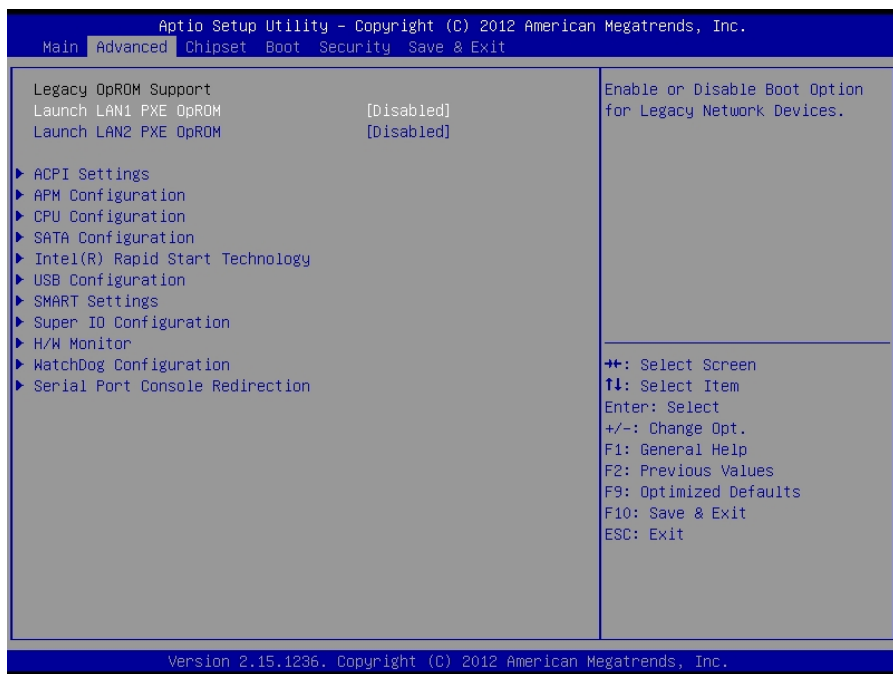 Aptio Setup Utility – Copyright (C) 2012 American Megatrends, Inc.
Main Advanced Chipset Boot Security Save & Exit
Legacy OpROM Support
Launch LAN1 PXE OpROM [Disabled]
Launch LAN2 PXE OpROM [Disabled]
► ACPI Settings
► APM Configuration
► CPU Configuration
► SATA Configuration
► Intel(R) Rapid Start Technology
► USB Configuration
► SMART Settings
► Super IO Configuration
► H/W Monitor
► WatchDog Configuration
► Serial Port Console Redirection
Enable or Disable Boot Option
for Legacy Network Devices.
→←: Select Screen
↑↓: Select Item
Enter: Select
+/-: Change Opt.
F1: General Help
F2: Previous Values
F9: Optimized Defaults
F10: Save & Exit
ESC: Exit
Version 2.15.1236. Copyright (C) 2012 American Megatrends, Inc.